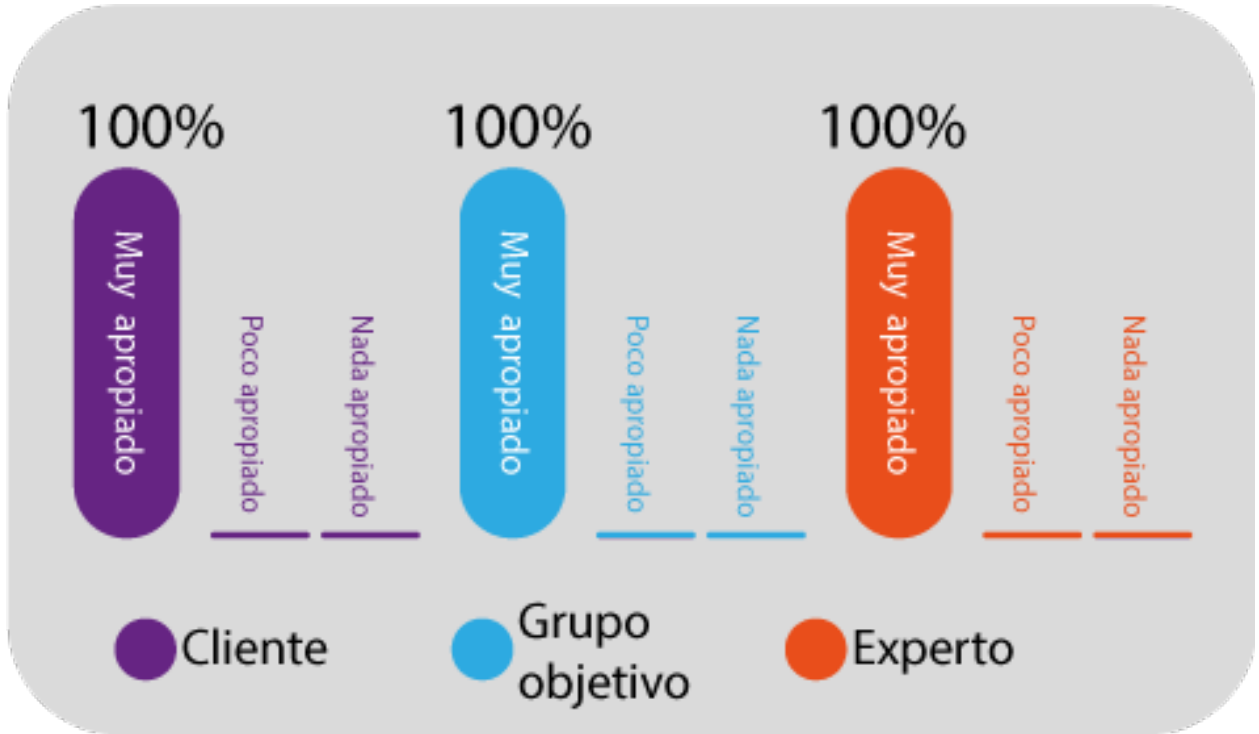 100%
100%
100%
Muy apropiado
Poco apropiado
Nada apropiado
Muy apropiado
Poco apropiado
Nada apropiado
Muy apropiado
Poco apropiado
Nada apropiado
Cliente
Grupo
objetivo
Experto